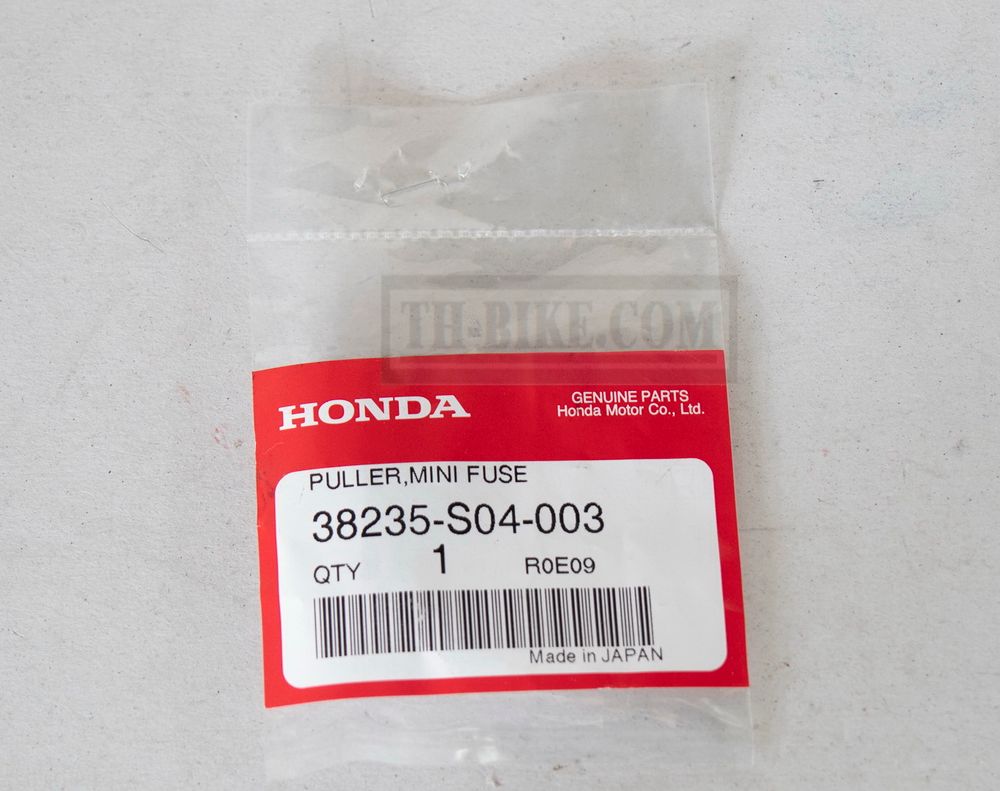 TH-BIKE.COM
HONDA
GENUINE PARTS
Honda Motor Co., Ltd.
PULLER,MINI FUSE
38235-S04-003
QTY 1 R0E09
Made in JAPAN